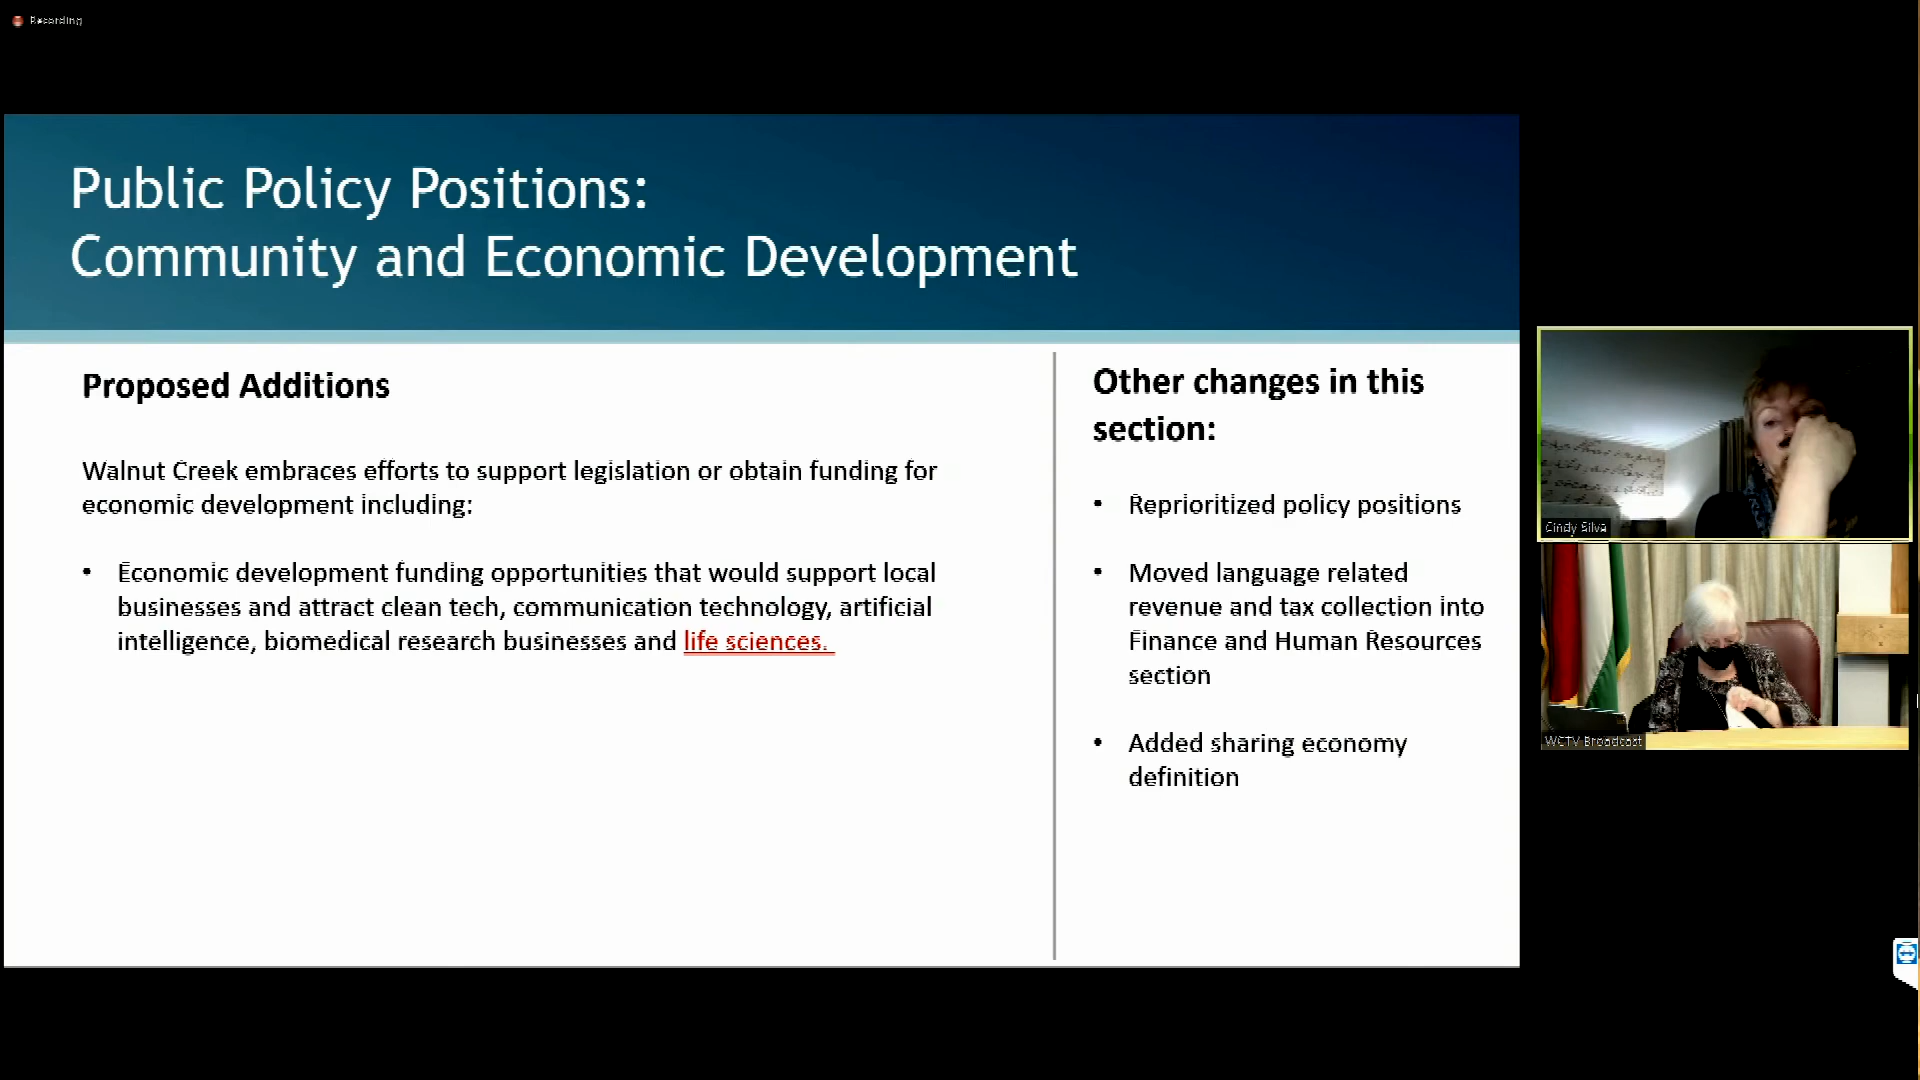 Recording
Public Policy Positions:
Community and Economic Development
Proposed Additions
Walnut Creek embraces efforts to support legislation or obtain funding for
economic development including:
• Economic development funding opportunities that would support local
businesses and attract clean tech, communication technology, artificial
intelligence, biomedical research businesses and life sciences.
Other changes in this
section:
• Reprioritized policy positions
• Moved language related
revenue and tax collection into
Finance and Human Resources
section
• Added sharing economy
definition
Cindy Silva
WCTV Broadcast